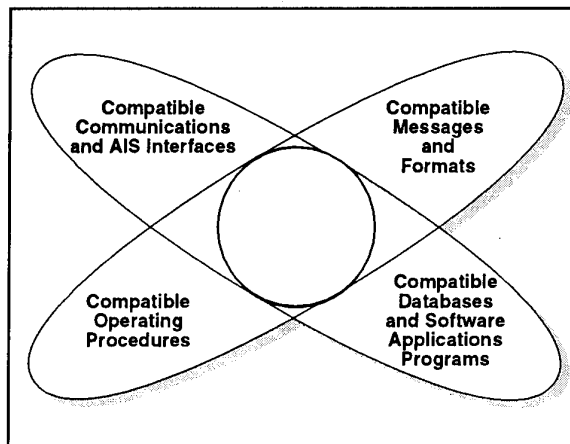 Compatible
Communications
and AIS Interfaces
Compatible
Messages
and
Formats
Compatible
Operating
Procedures
Compatible
Databases
and Software
Applications
Programs